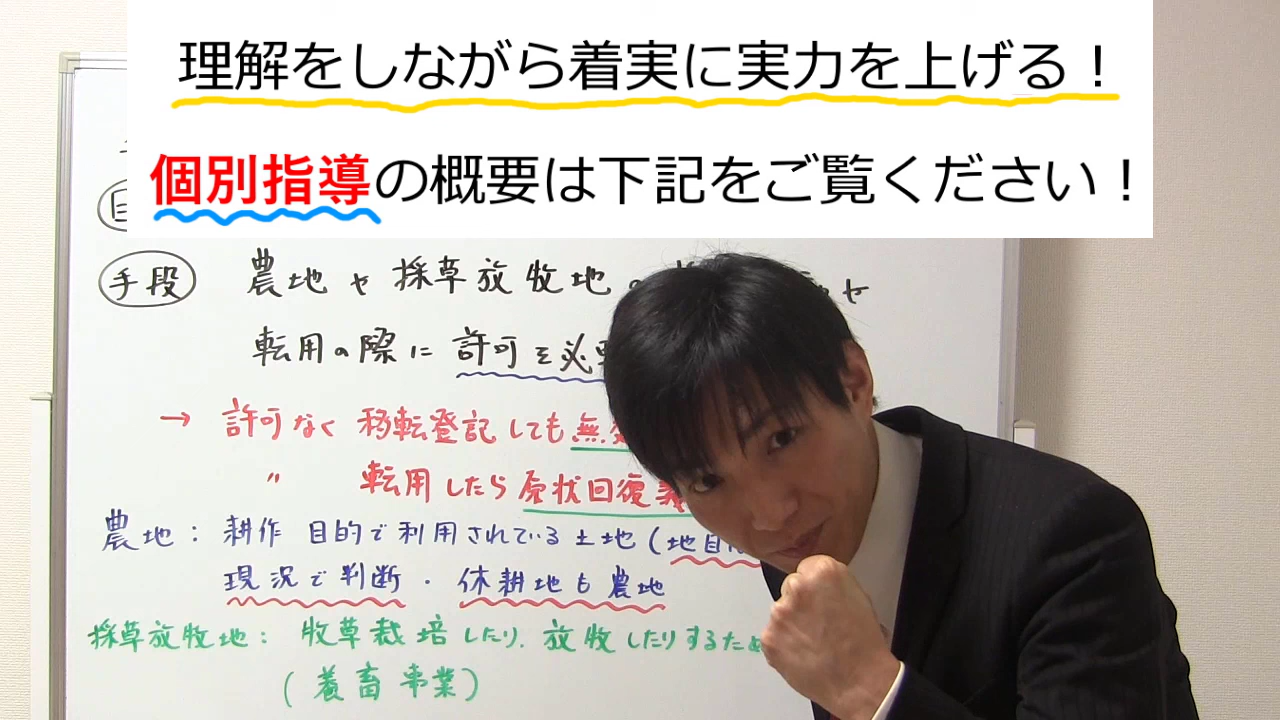 理解をしながら着実に実力を上げる！
個別指導の概要は下記をご覧ください！
手段 農地や採草放牧地の や
転用の際に許可を必要
→ 許可なく移転登記しても無効
〃 転用したら原状回復義
農地：耕作目的で利用されている土地(地目
現況で判断・休耕地も農地
採草放牧地：牧草栽培したり、放牧したりするため
(養畜事業)